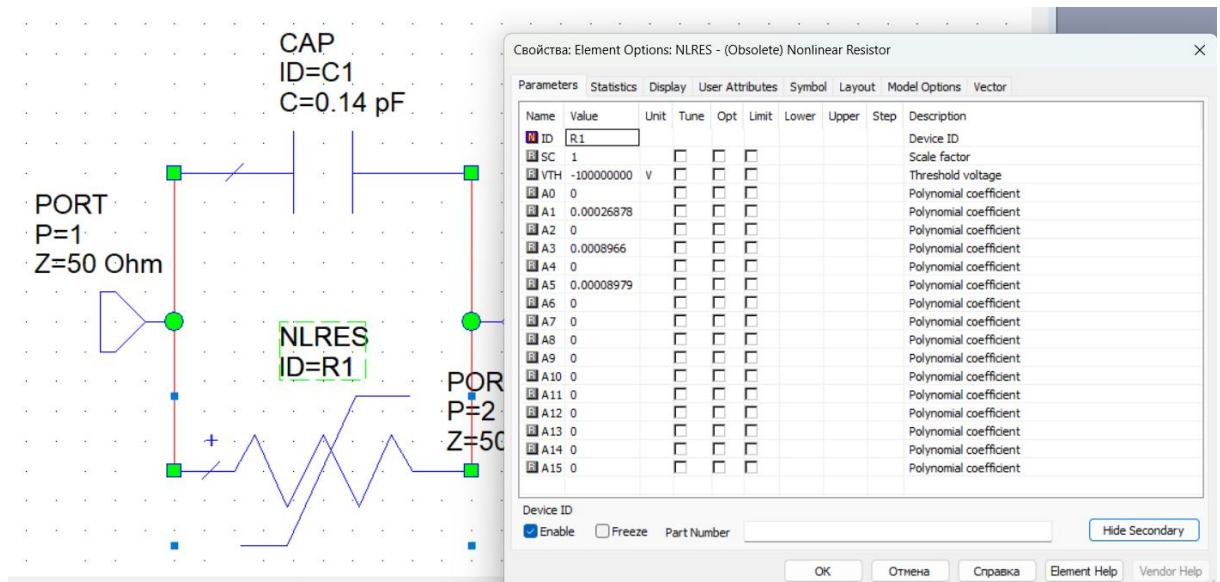 CAP
ID=C1
C=0.14 pF
PORT
P=1
Z=50 Ohm
NLRES
ID=R1
POR
P=2
Z=50
+
Свойства: Element Options: NLRES - (Obsolete) Nonlinear Resistor
Parameters Statistics Display User Attributes Symbol Layout Model Options Vector
Name Value Unit Tune Opt Limit Lower Upper Step Description
N ID R1 Device ID
R SC 1 Scale factor
R VTH -100000000 V Threshold voltage
R A0 0 Polynomial coefficient
R A1 0.00026878 Polynomial coefficient
R A2 0 Polynomial coefficient
R A3 0.0008966 Polynomial coefficient
R A4 0 Polynomial coefficient
R A5 0.00008979 Polynomial coefficient
R A6 0 Polynomial coefficient
R A7 0 Polynomial coefficient
R A8 0 Polynomial coefficient
R A9 0 Polynomial coefficient
R A10 0 Polynomial coefficient
R A11 0 Polynomial coefficient
R A12 0 Polynomial coefficient
R A13 0 Polynomial coefficient
R A14 0 Polynomial coefficient
R A15 0 Polynomial coefficient
Device ID
Enable Freeze Part Number Hide Secondary
OK Отмена Справка Element Help Vendor Help